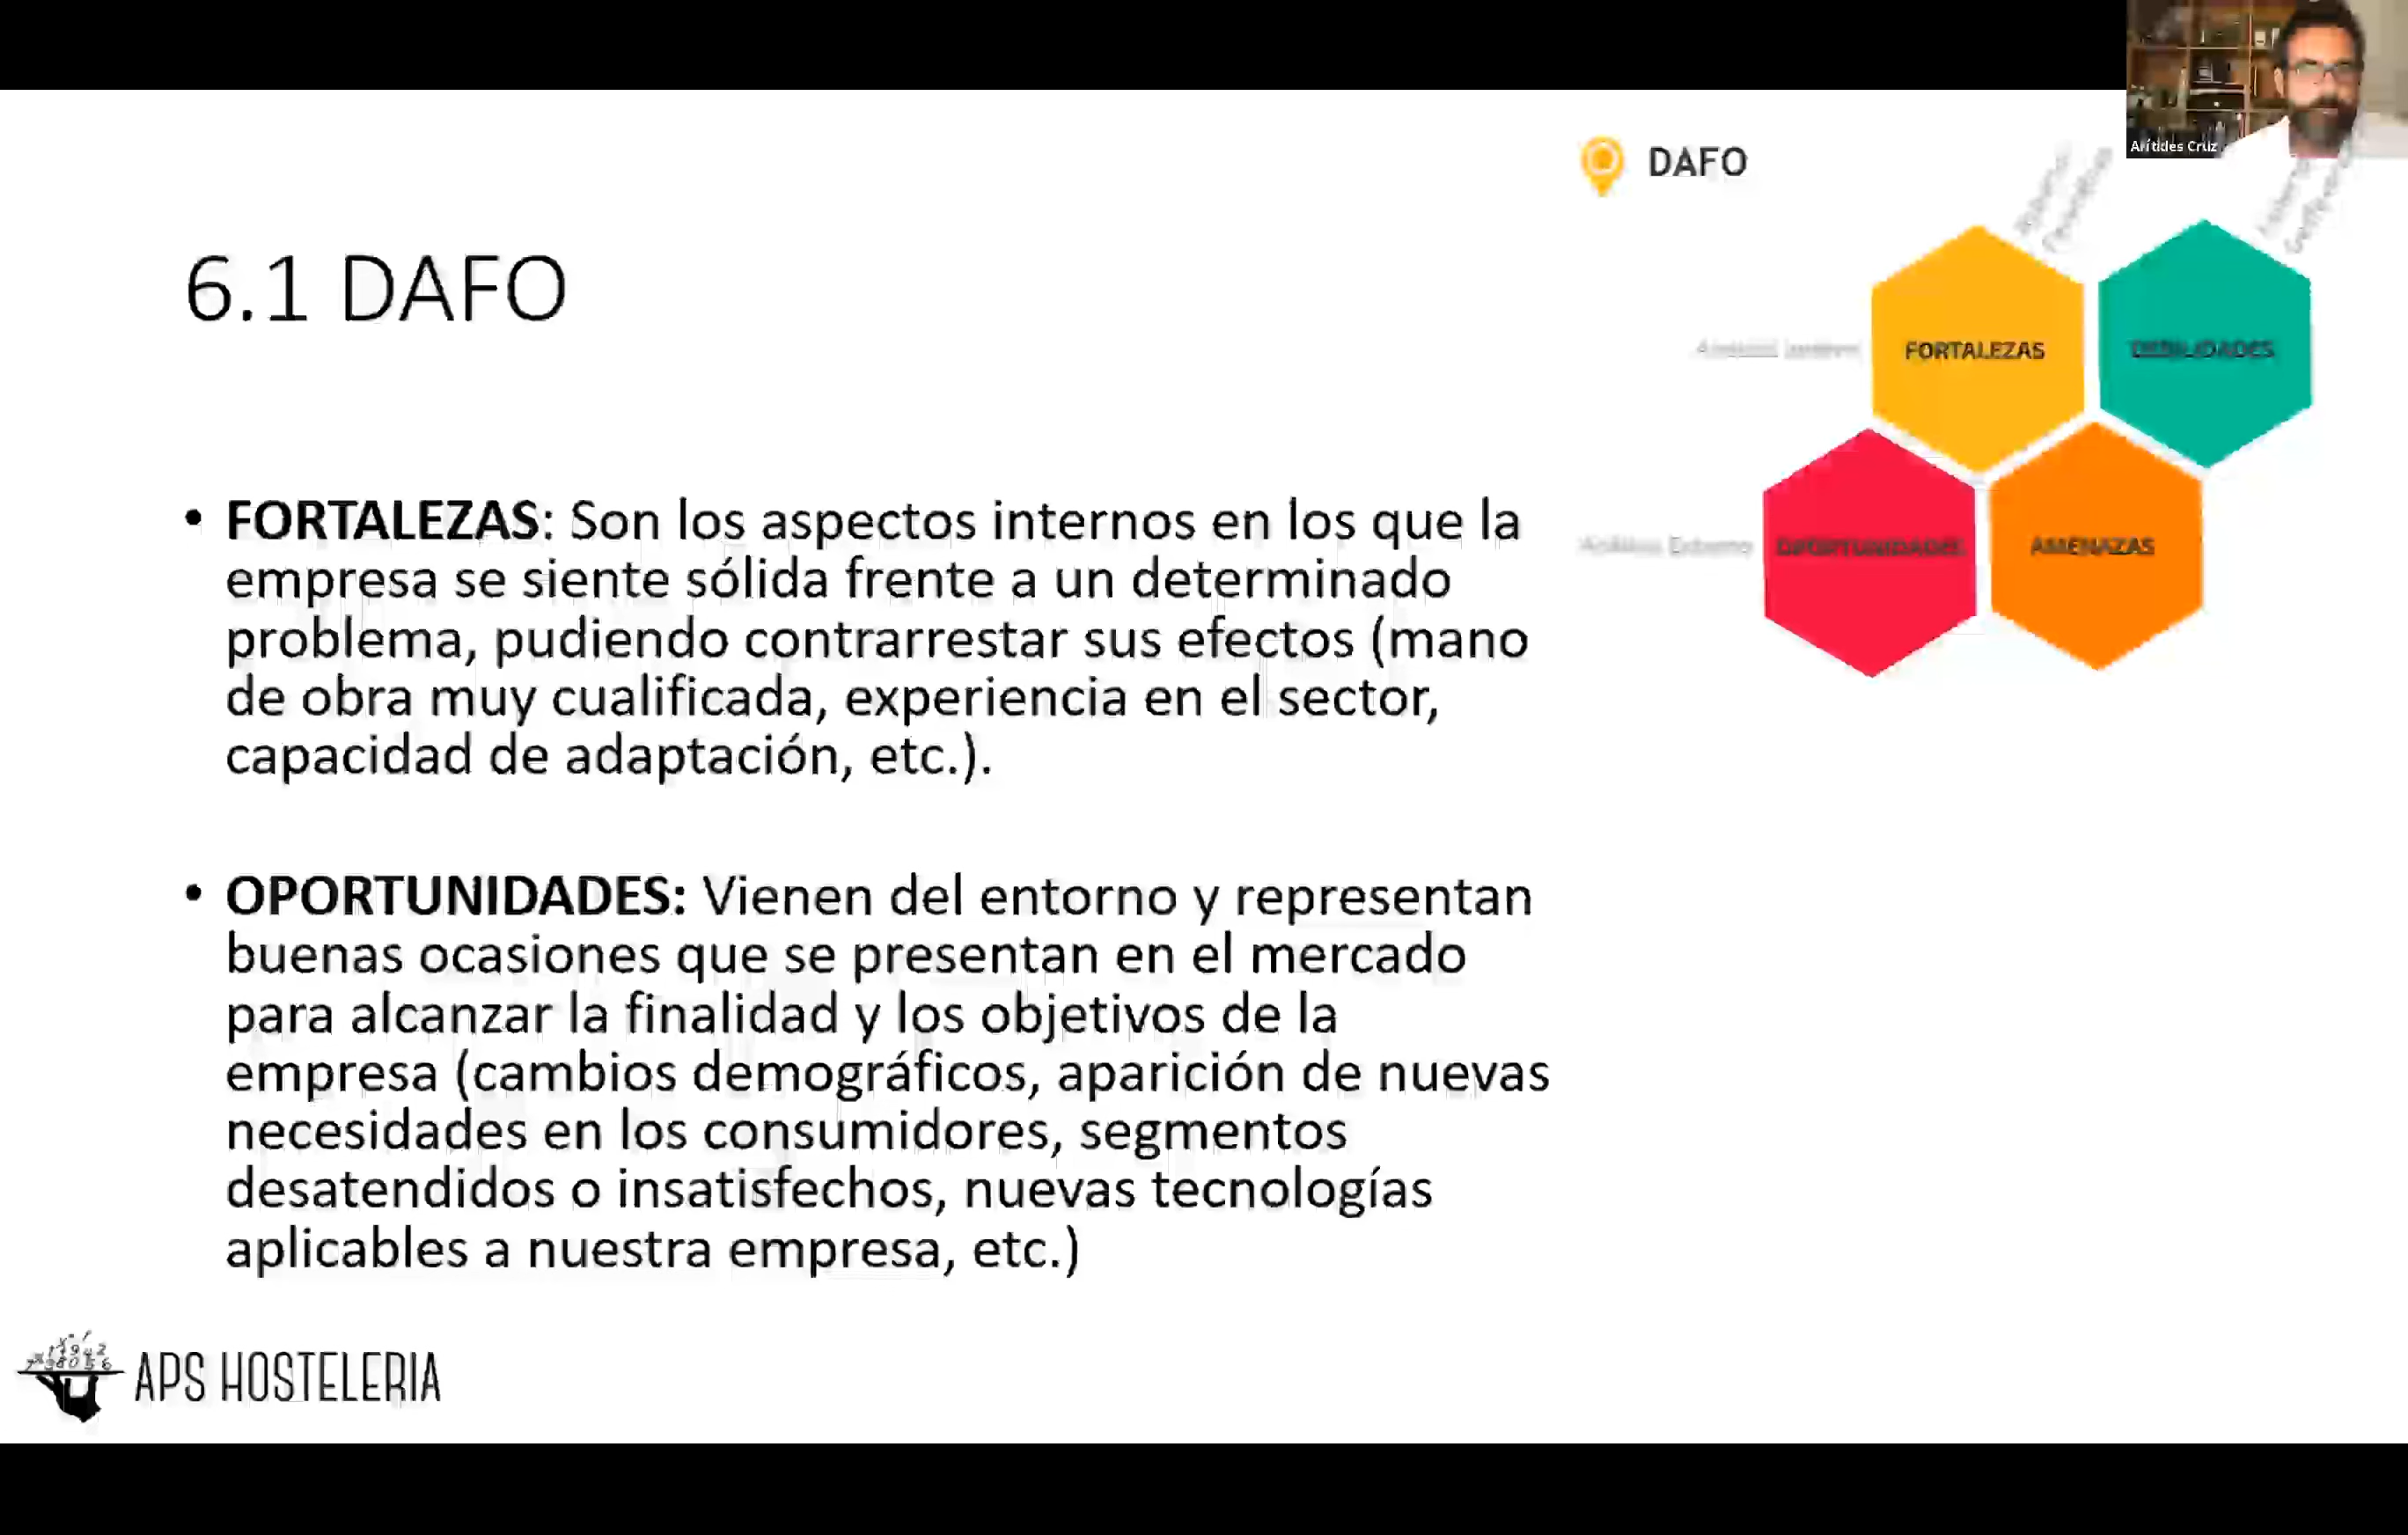 DAFO
Arítides Cruz
6.1 DAFO
FORTALEZAS
DEBILIDADES
OPORTUNIDADES
AMENAZAS
• FORTALEZAS: Son los aspectos internos en los que la
empresa se siente sólida frente a un determinado
problema, pudiendo contrarrestar sus efectos (mano
de obra muy cualificada, experiencia en el sector,
capacidad de adaptación, etc.).
• OPORTUNIDADES: Vienen del entorno y representan
buenas ocasiones que se presentan en el mercado
para alcanzar la finalidad y los objetivos de la
empresa (cambios demográficos, aparición de nuevas
necesidades en los consumidores, segmentos
desatendidos o insatisfechos, nuevas tecnologías
aplicables a nuestra empresa, etc.)
APS HOSTELERIA